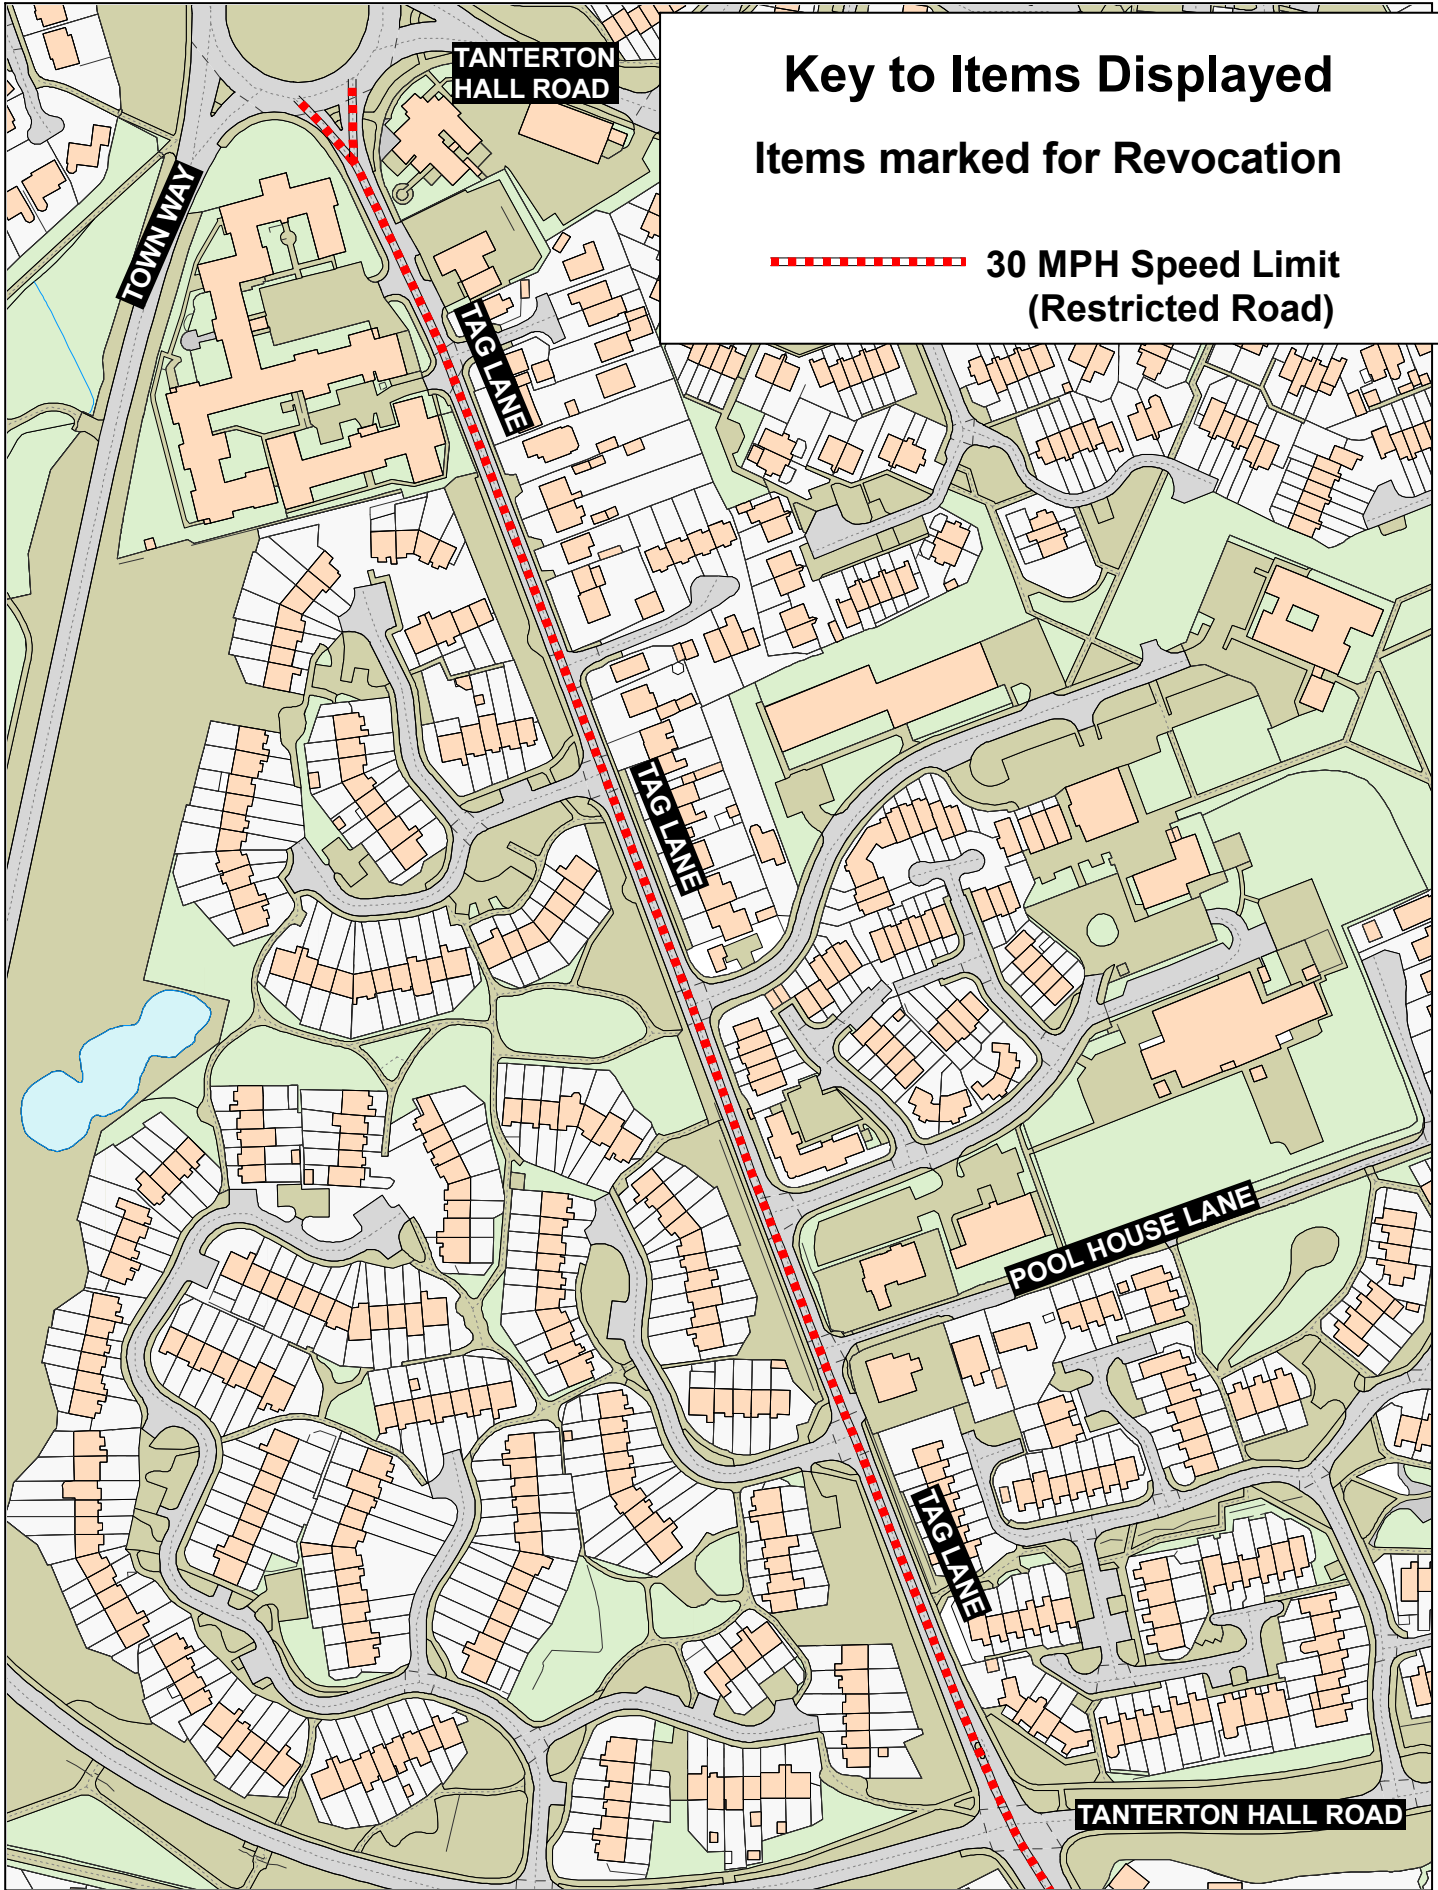 TANTERTON
HALL ROAD
Key to Items Displayed
Items marked for Revocation
30 MPH Speed Limit
(Restricted Road)
TOWN WAY
TAG LANE
TAG LANE
POOL HOUSE LANE
TAG LANE
TANTERTON HALL ROAD